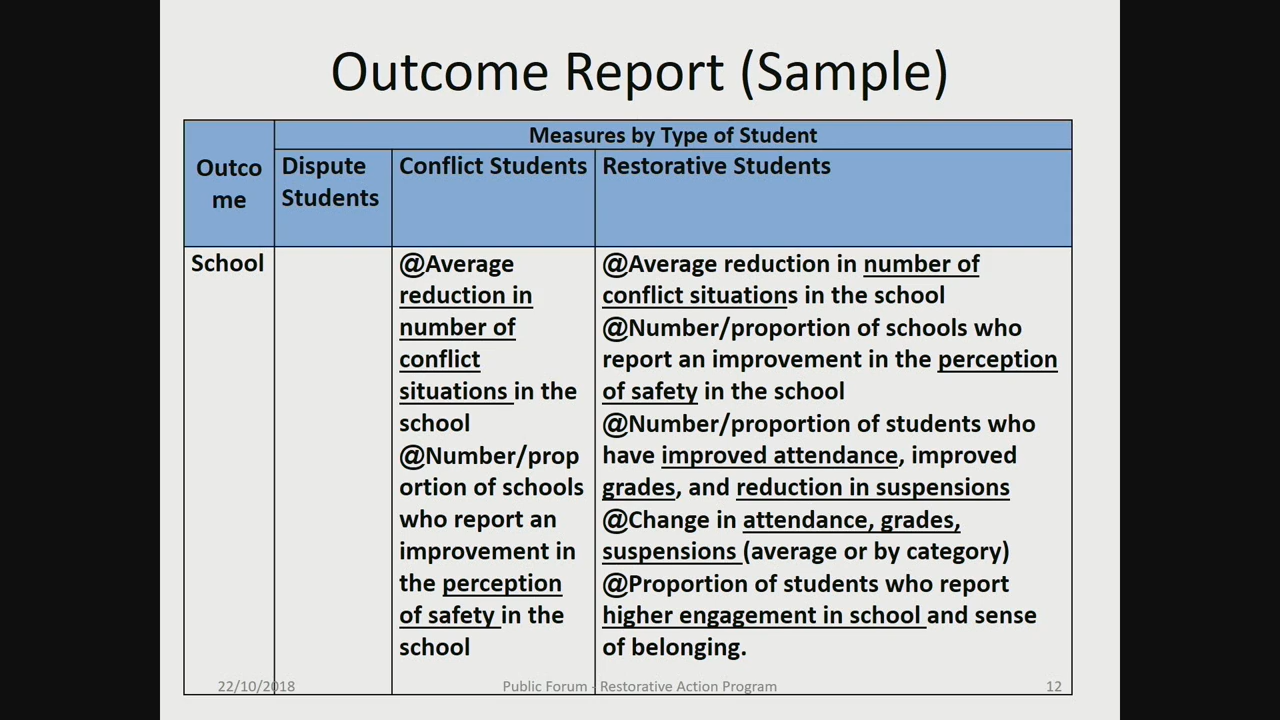 Outcome Report (Sample)
Measures by Type of Student
Outco
me
Dispute
Students
Conflict Students
Restorative Students
School
@Average
reduction in
number of
conflict
situations in the
school
@Number/prop
ortion of schools
who report an
improvement in
the perception
of safety in the
school
@Average reduction in number of
conflict situations in the school
@Number/proportion of schools who
report an improvement in the perception
of safety in the school
@Number/proportion of students who
have improved attendance, improved
grades, and reduction in suspensions
@Change in attendance, grades,
suspensions (average or by category)
@Proportion of students who report
higher engagement in school and sense
of belonging.
22/10/2018
Public Forum - Restorative Action Program
12